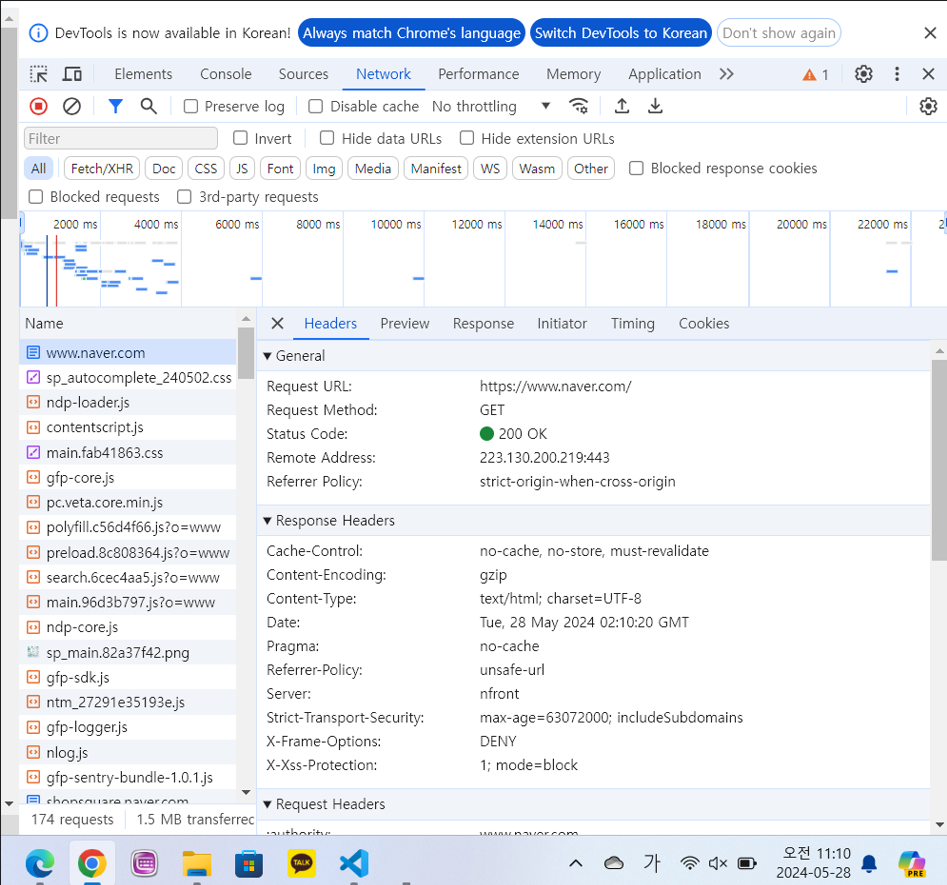 DevTools is now available in Korean! Always match Chrome's language Switch DevTools to Korean Don't show again
Elements Console Sources Network Performance Memory Application 1
Preserve log Disable cache No throttling
Filter Invert Hide data URLs Hide extension URLs
All Fetch/XHR Doc CSS JS Font Img Media Manifest WS Wasm Other Blocked response cookies
Blocked requests 3rd-party requests
2000 ms 4000 ms 6000 ms 8000 ms 10000 ms 12000 ms 14000 ms 16000 ms 18000 ms 20000 ms 22000 ms 2
Name
www.naver.com
sp_autocomplete_240502.css
ndp-loader.js
contentscript.js
main.fab41863.css
gfp-core.js
pc.veta.core.min.js
polyfill.c56d4f66.js?o=www
preload.8c808364.js?o=www
search.6cec4aa5.js?o=www
main.96d3b797.js?o=www
ndp-core.js
sp_main.82a37f42.png
gfp-sdk.js
ntm_27291e35193e.js
gfp-logger.js
nlog.js
gfp-sentry-bundle-1.0.1.js
shopsquare.naver.com
174 requests 1.5 MB transferrec
Headers Preview Response Initiator Timing Cookies
General
Request URL: https://www.naver.com/
Request Method: GET
Status Code: 200 OK
Remote Address: 223.130.200.219:443
Referrer Policy: strict-origin-when-cross-origin
Response Headers
Cache-Control: no-cache, no-store, must-revalidate
Content-Encoding: gzip
Content-Type: text/html; charset=UTF-8
Date: Tue, 28 May 2024 02:10:20 GMT
Pragma: no-cache
Referrer-Policy: unsafe-url
Server: nfront
Strict-Transport-Security: max-age=63072000; includeSubdomains
X-Frame-Options: DENY
X-Xss-Protection: 1; mode=block
Request Headers
:authority: www.naver.com
TALK
가
오전 11:10
2024-05-28
PRE